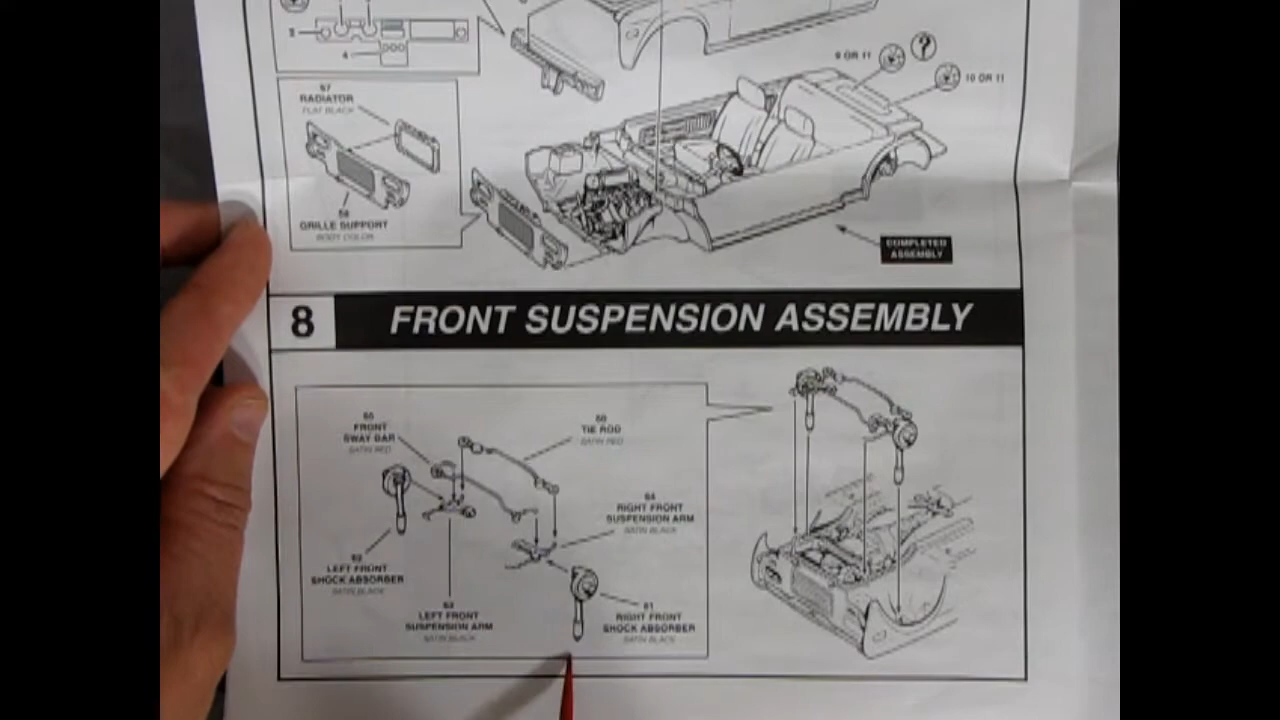 3
4
9 OR 11
?
10 OR 11
57
RADIATOR
FLAT BLACK
GRILLE SUPPORT
BODY COLOR
COMPLETED
ASSEMBLY
8
FRONT SUSPENSION ASSEMBLY
FRONT
SWAY BAR
SATIN RED
60
TIE ROD
SATIN RED
64
RIGHT FRONT
SUSPENSION ARM
SATIN BLACK
62
LEFT FRONT
SHOCK ABSORBER
SATIN BLACK
63
LEFT FRONT
SUSPENSION ARM
SATIN BLACK
61
RIGHT FRONT
SHOCK ABSORBER
SATIN BLACK